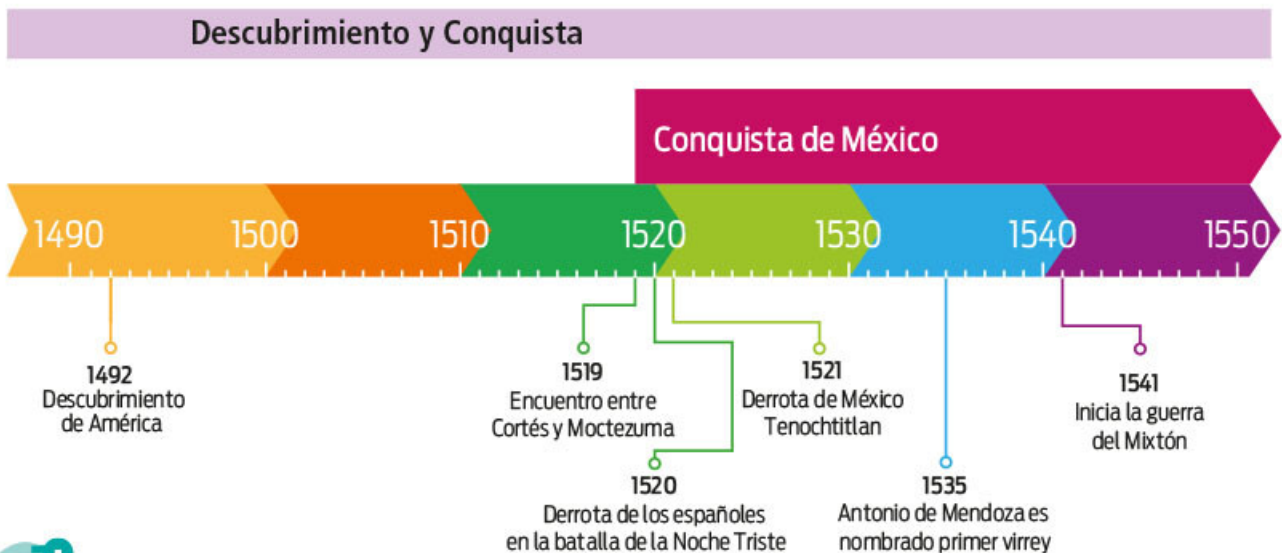 Descubrimiento y Conquista
Conquista de México
1490 1500 1510 1520 1530 1540 1550
1492
Descubrimiento
de América
1519
Encuentro entre
Cortés y Moctezuma
1520
Derrota de los españoles
en la batalla de la Noche Triste
1521
Derrota de México
Tenochtitlan
1535
Antonio de Mendoza es
nombrado primer virrey
1541
Inicia la guerra
del Mixtón